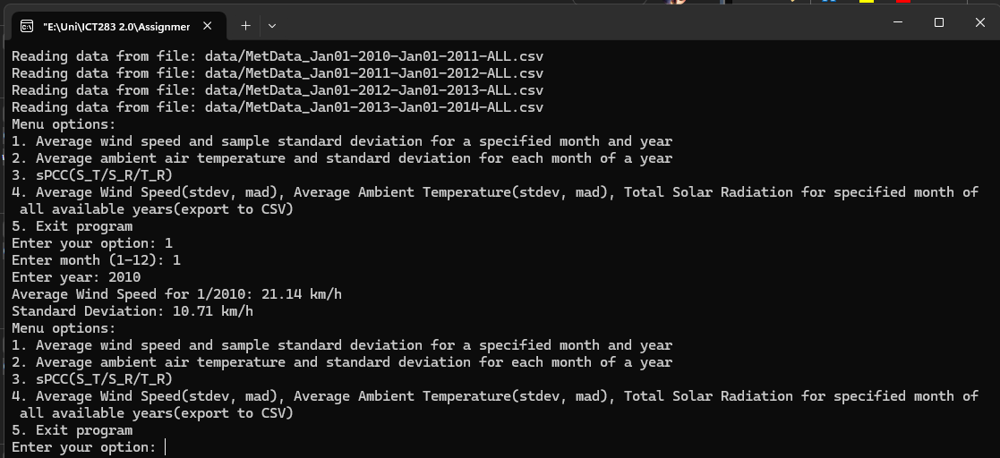 "E:\Uni\ICT283 2.0\Assignmer
Reading data from file: data/MetData_Jan01-2010-Jan01-2011-ALL.csv
Reading data from file: data/MetData_Jan01-2011-Jan01-2012-ALL.csv
Reading data from file: data/MetData_Jan01-2012-Jan01-2013-ALL.csv
Reading data from file: data/MetData_Jan01-2013-Jan01-2014-ALL.csv
Menu options:
1. Average wind speed and sample standard deviation for a specified month and year
2. Average ambient air temperature and standard deviation for each month of a year
3. sPCC(S_T/S_R/T_R)
4. Average Wind Speed(stdev, mad), Average Ambient Temperature(stdev, mad), Total Solar Radiation for specified month of
all available years(export to CSV)
5. Exit program
Enter your option: 1
Enter month (1-12): 1
Enter year: 2010
Average Wind Speed for 1/2010: 21.14 km/h
Standard Deviation: 10.71 km/h
Menu options:
1. Average wind speed and sample standard deviation for a specified month and year
2. Average ambient air temperature and standard deviation for each month of a year
3. sPCC(S_T/S_R/T_R)
4. Average Wind Speed(stdev, mad), Average Ambient Temperature(stdev, mad), Total Solar Radiation for specified month of
all available years(export to CSV)
5. Exit program
Enter your option: